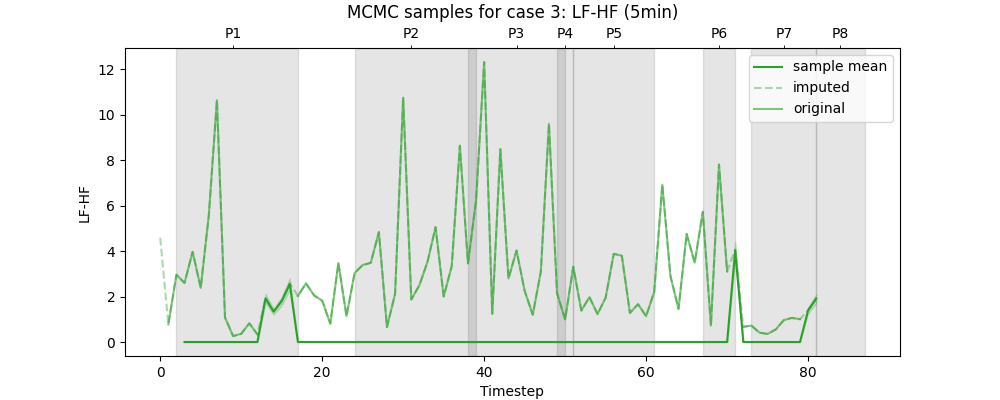 MCMC samples for case 3: LF-HF (5min)
P1 P2 P3 P4 P5 P6 P7 P8
sample mean
imputed
original
12
10
8
6
4
2
0
LF-HF
0 20 40 60 80
Timestep